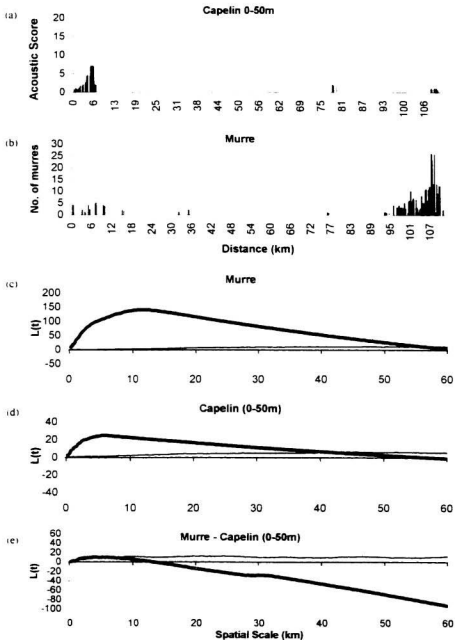 (a)
Capelin 0-50m
Acoustic Score
20
15
10
5
0
0 6 13 19 25 31 38 44 50 56 63 69 75 81 87 93 100 106
(b)
Murre
No. of murres
30
25
20
15
10
5
0
0 6 12 18 24 30 36 42 48 54 60 66 72 77 83 89 95 101 107
Distance (km)
(c)
Murre
L(t)
200
150
100
50
0
-50
0 10 20 30 40 50 60
(d)
Capelin (0-50m)
L(t)
40
20
0
-20
-40
0 10 20 30 40 50 60
(e)
Murre - Capelin (0-50m)
L(t)
60
40
20
0
-20
-40
-60
-80
-100
0 10 20 30 40 50 60
Spatial Scale (km)